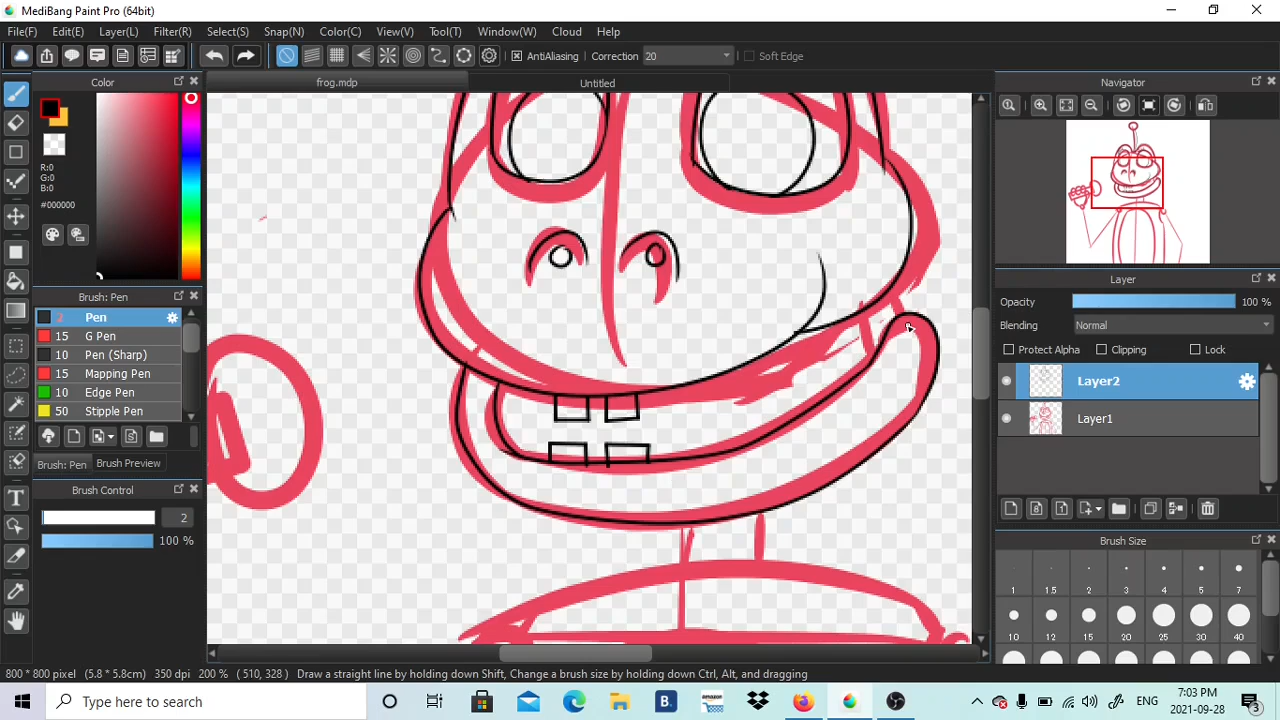 MediBang Paint Pro (64bit)
File(F) Edit(E) Layer(L) Filter(R) Select(S) Snap(N) Color(C) View(V) Tool(T) Window(W) Cloud Help
AntiAliasing Correction 20 Soft Edge
Color
frog.mdp
Untitled
Navigator
R:0
G:0
B:0
#000000
Layer
Opacity 100 %
Blending Normal
Protect Alpha Clipping Lock
Layer2
Layer1
Brush: Pen
2 Pen
15 G Pen
10 Pen (Sharp)
15 Mapping Pen
10 Edge Pen
50 Stipple Pen
Bru: Pen Brush Preview
Brush Control
2
100 %
Brush Size
1 1.5 2 4 5 7
10 12 15 20 25 30 40
800 * 800 pixel (5.8 * 5.8cm) 350 dpi 200 % ( 510, 328 ) Draw a straight line by holding down Shift, Change a brush size by holding down Ctrl, Alt, and dragging
Type here to search
B.
amazon
ENG
7:03 PM
2021-09-28
3